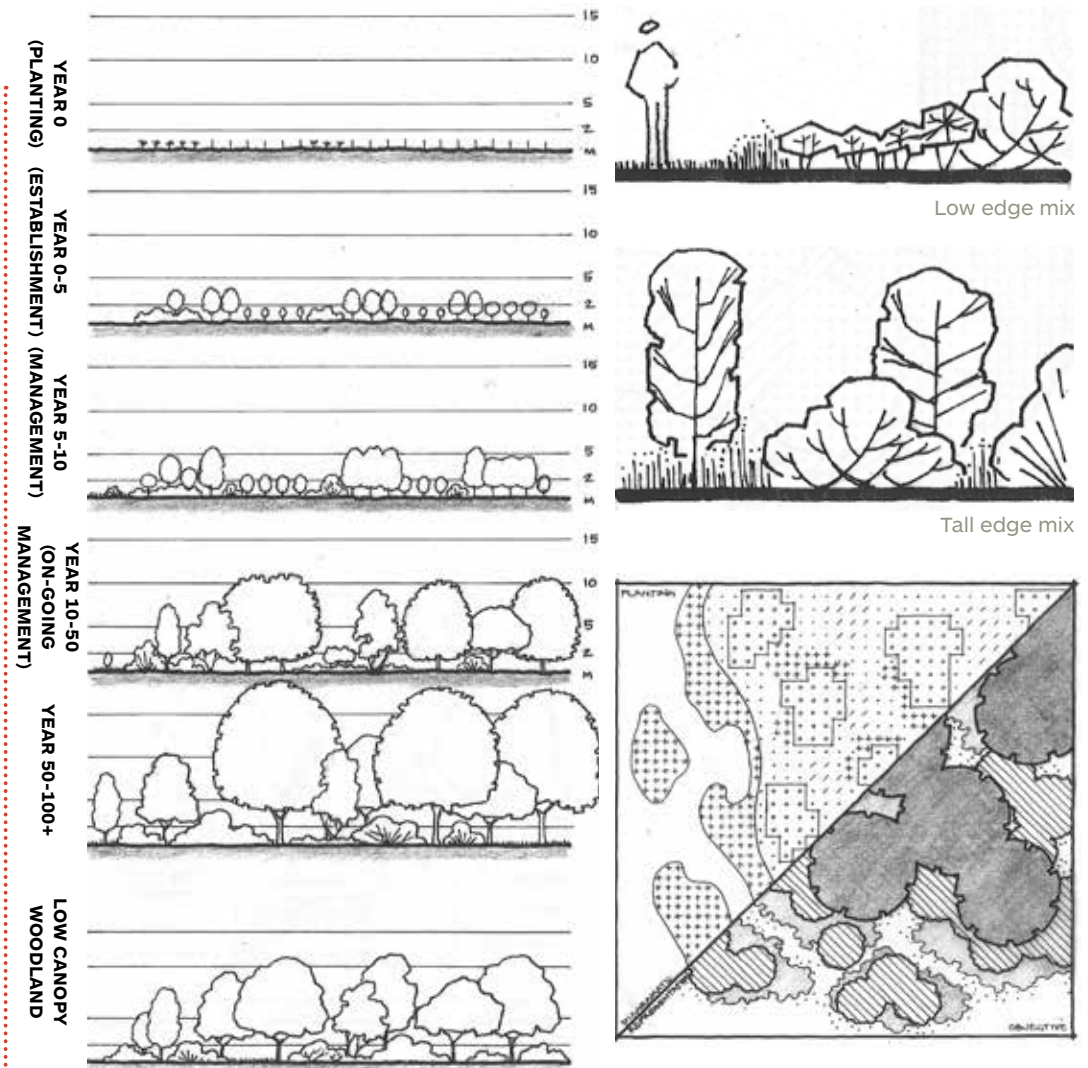 YEAR 0
(PLANTING)
15
10
5
2
M
YEAR 0-5
(ESTABLISHMENT)
15
10
5
2
M
YEAR 5-10
(MANAGEMENT)
15
10
5
2
M
YEAR 10-50
(ON-GOING
MANAGEMENT)
15
10
5
2
M
YEAR 50-100+
LOW CANOPY
WOODLAND
Low edge mix
Tall edge mix
PLANTING
OBJECTIVE